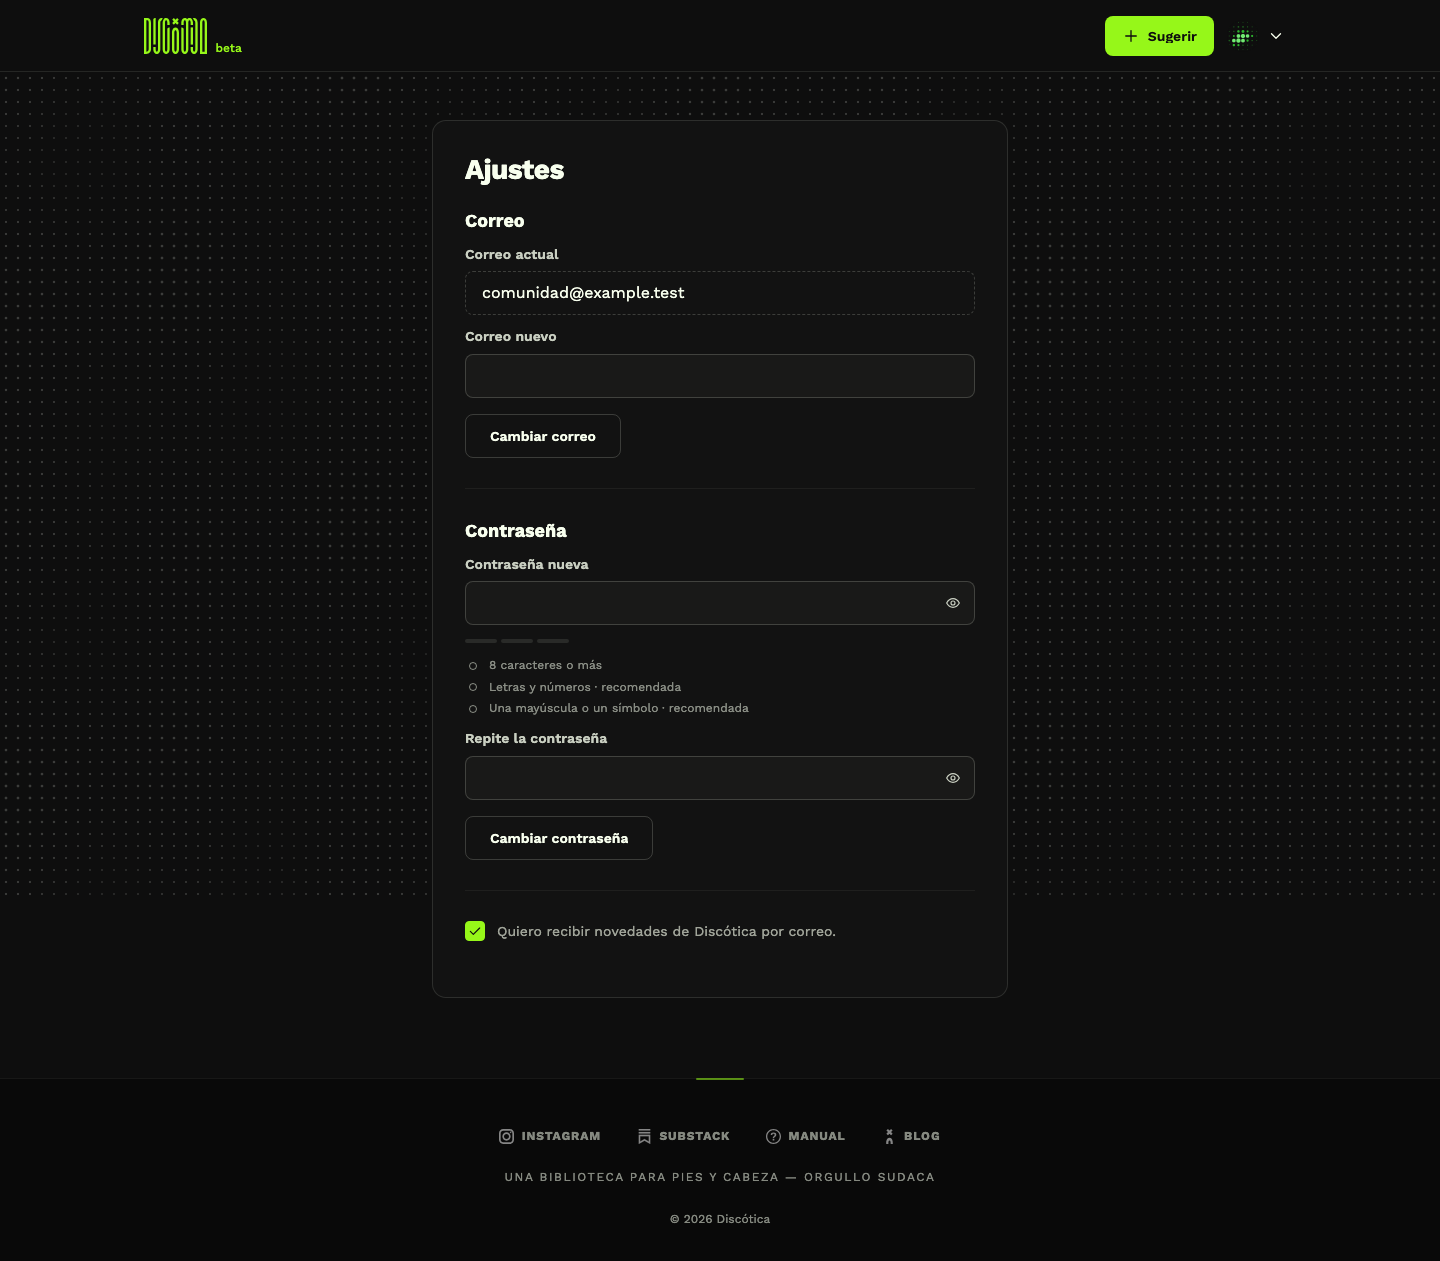 DISCÓTICA beta
Sugerir
Ajustes
Correo
Correo actual
comunidad@example.test
Correo nuevo
Cambiar correo
Contraseña
Contraseña nueva
8 caracteres o más
Letras y números · recomendada
Una mayúscula o un símbolo · recomendada
Repite la contraseña
Cambiar contraseña
Quiero recibir novedades de Discótica por correo.
INSTAGRAM SUBSTACK MANUAL BLOG
UNA BIBLIOTECA PARA PIES Y CABEZA — ORGULLO SUDACA
© 2026 Discótica